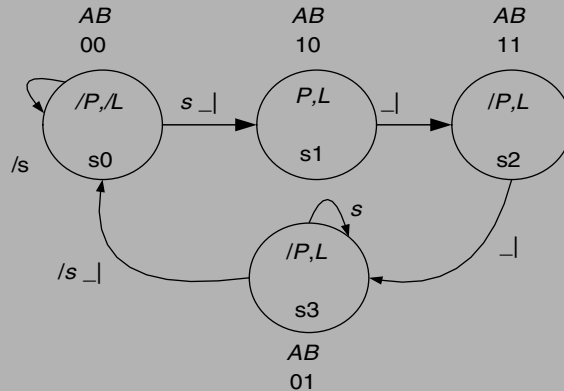 AB
00
AB
10
AB
11
/P,/L
s _|
P,L
_|
/P,L
/s
s0
s1
s2
s
/P,L
_|
/s _|
s3
AB
01